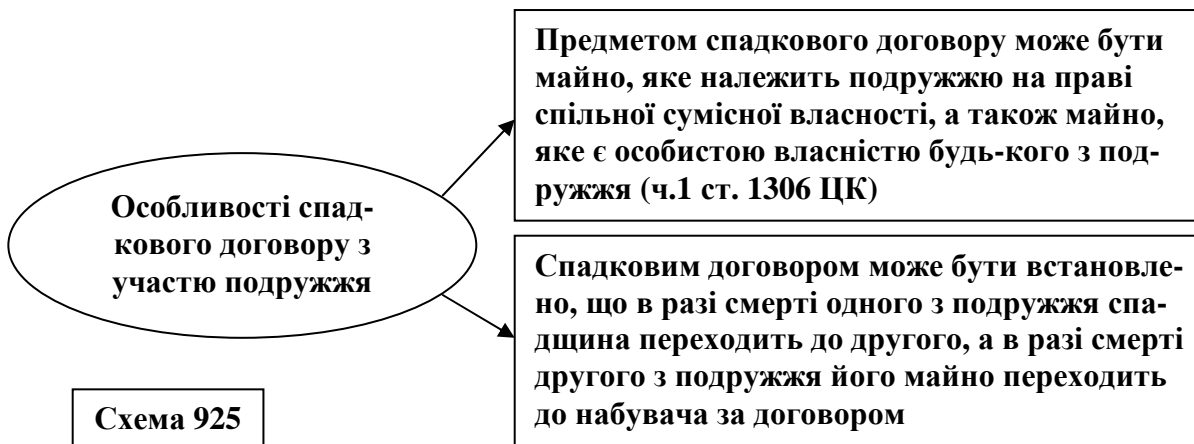 Предметом спадкового договору може бути
майно, яке належить подружжю на праві
спільної сумісної власності, а також майно,
яке є особистою власністю будь-кого з под-
ружжя (ч.1 ст. 1306 ЦК)
Особливості спад-
кового договору з
участю подружжя
Спадковим договором може бути встановле-
но, що в разі смерті одного з подружжя спа-
дщина переходить до другого, а в разі смерті
другого з подружжя його майно переходить
до набувача за договором
Схема 925